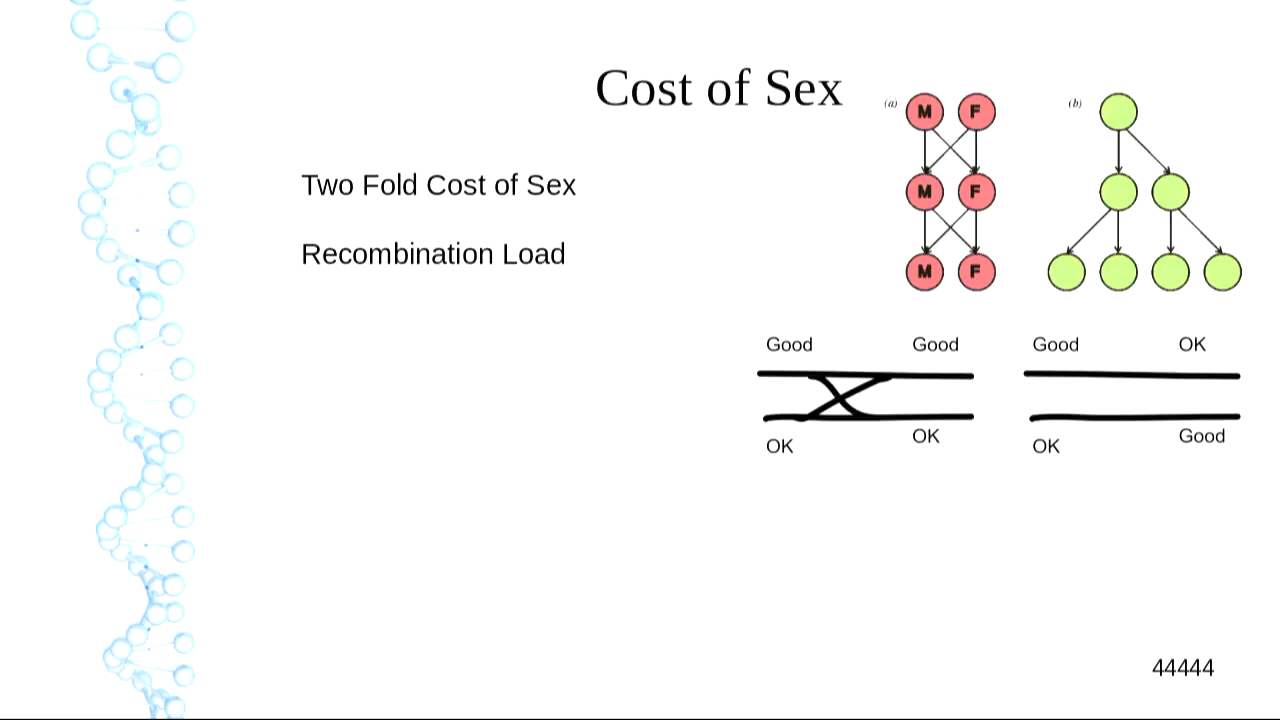 Cost of Sex
(a)
M F
M F
M F
(b)
Two Fold Cost of Sex
Recombination Load
Good Good
OK OK
Good OK
OK Good
44444